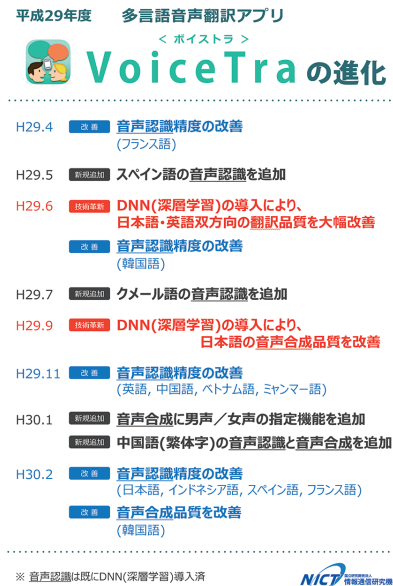 平成29年度 多言語音声翻訳アプリ
< ボイストラ >
VoiceTraの進化
H29.4 改善 音声認識精度の改善
(フランス語)
H29.5 新規追加 スペイン語の音声認識を追加
H29.6 技術革新 DNN(深層学習)の導入により、
日本語・英語双方向の翻訳品質を大幅改善
改善 音声認識精度の改善
(韓国語)
H29.7 新規追加 クメール語の音声認識を追加
H29.9 技術革新 DNN(深層学習)の導入により、
日本語の音声合成品質を改善
H29.11 改善 音声認識精度の改善
(英語, 中国語, ベトナム語, ミャンマー語)
H30.1 新規追加 音声合成に男声／女声の指定機能を追加
新規追加 中国語(繁体字)の音声認識と音声合成を追加
H30.2 改善 音声認識精度の改善
(日本語, インドネシア語, スペイン語, フランス語)
改善 音声合成品質を改善
(韓国語)
※ 音声認識は既にDNN(深層学習)導入済
NICT 国立研究開発法人
情報通信研究機